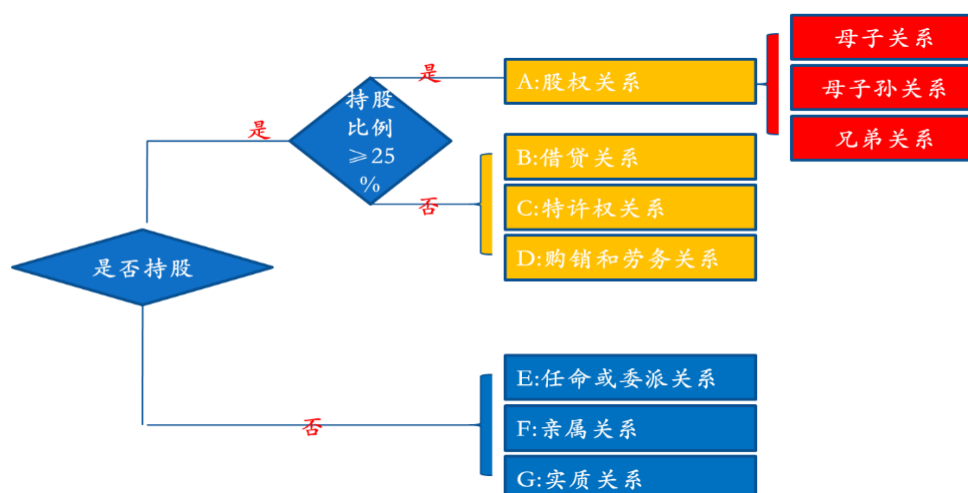 母子关系
是
A:股权关系
持股
比例
≥25
%
母子孙关系
是
兄弟关系
B:借贷关系
否
C:特许权关系
D:购销和劳务关系
是否持股
E:任命或委派关系
否
F:亲属关系
G:实质关系